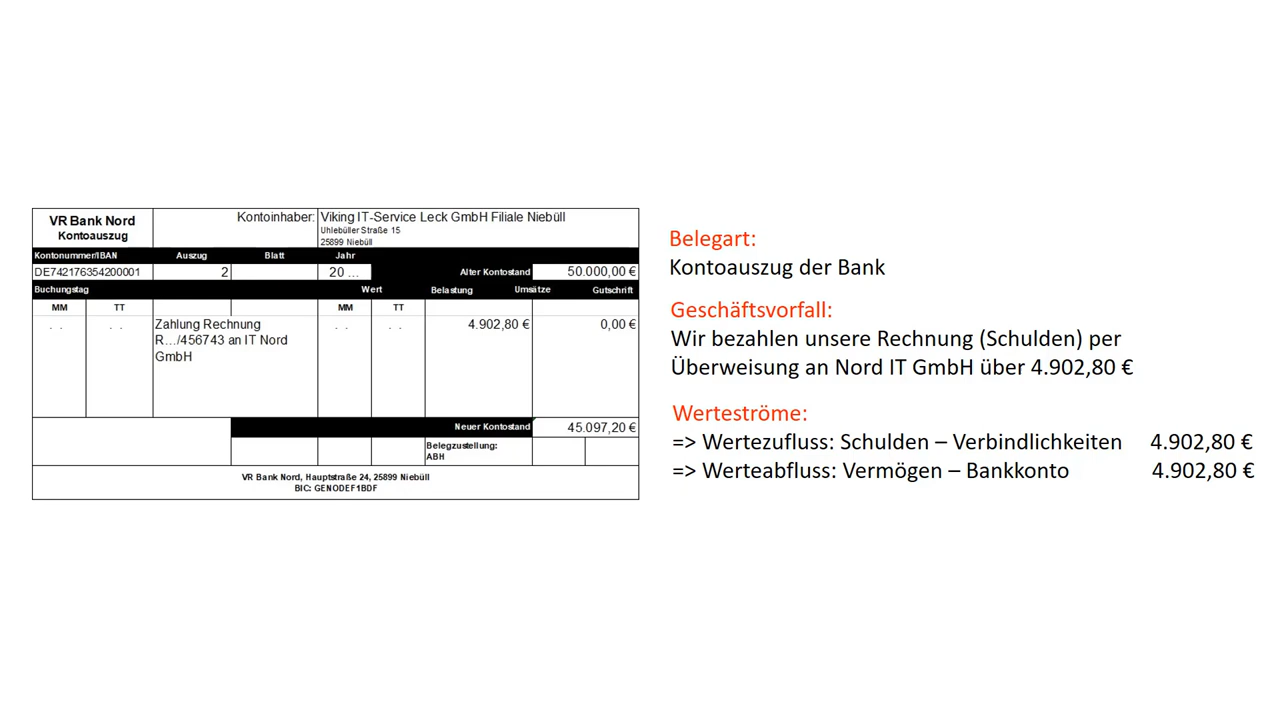 VR Bank Nord
Kontoauszug
Kontoinhaber: Viking IT-Service Leck GmbH Filiale Niebüll
Uhlebüller Straße 15
25899 Niebüll
Kontonummer/IBAN Auszug Blatt Jahr
DE742176354200001 2 20 ... Alter Kontostand 50.000,00 €
Buchungstag Wert Belastung Umsätze Gutschrift
MM TT MM TT
. . . . Zahlung Rechnung . . . . 4.902,80 € 0,00 €
R.../456743 an IT Nord
GmbH
Neuer Kontostand 45.097,20 €
Belegzustellung:
ABH
VR Bank Nord, Hauptstraße 24, 25899 Niebüll
BIC: GENODEF1BDF
Belegart:
Kontoauszug der Bank
Geschäftsvorfall:
Wir bezahlen unsere Rechnung (Schulden) per
Überweisung an Nord IT GmbH über 4.902,80 €
Werteströme:
=> Wertezufluss: Schulden – Verbindlichkeiten 4.902,80 €
=> Werteabfluss: Vermögen – Bankkonto 4.902,80 €